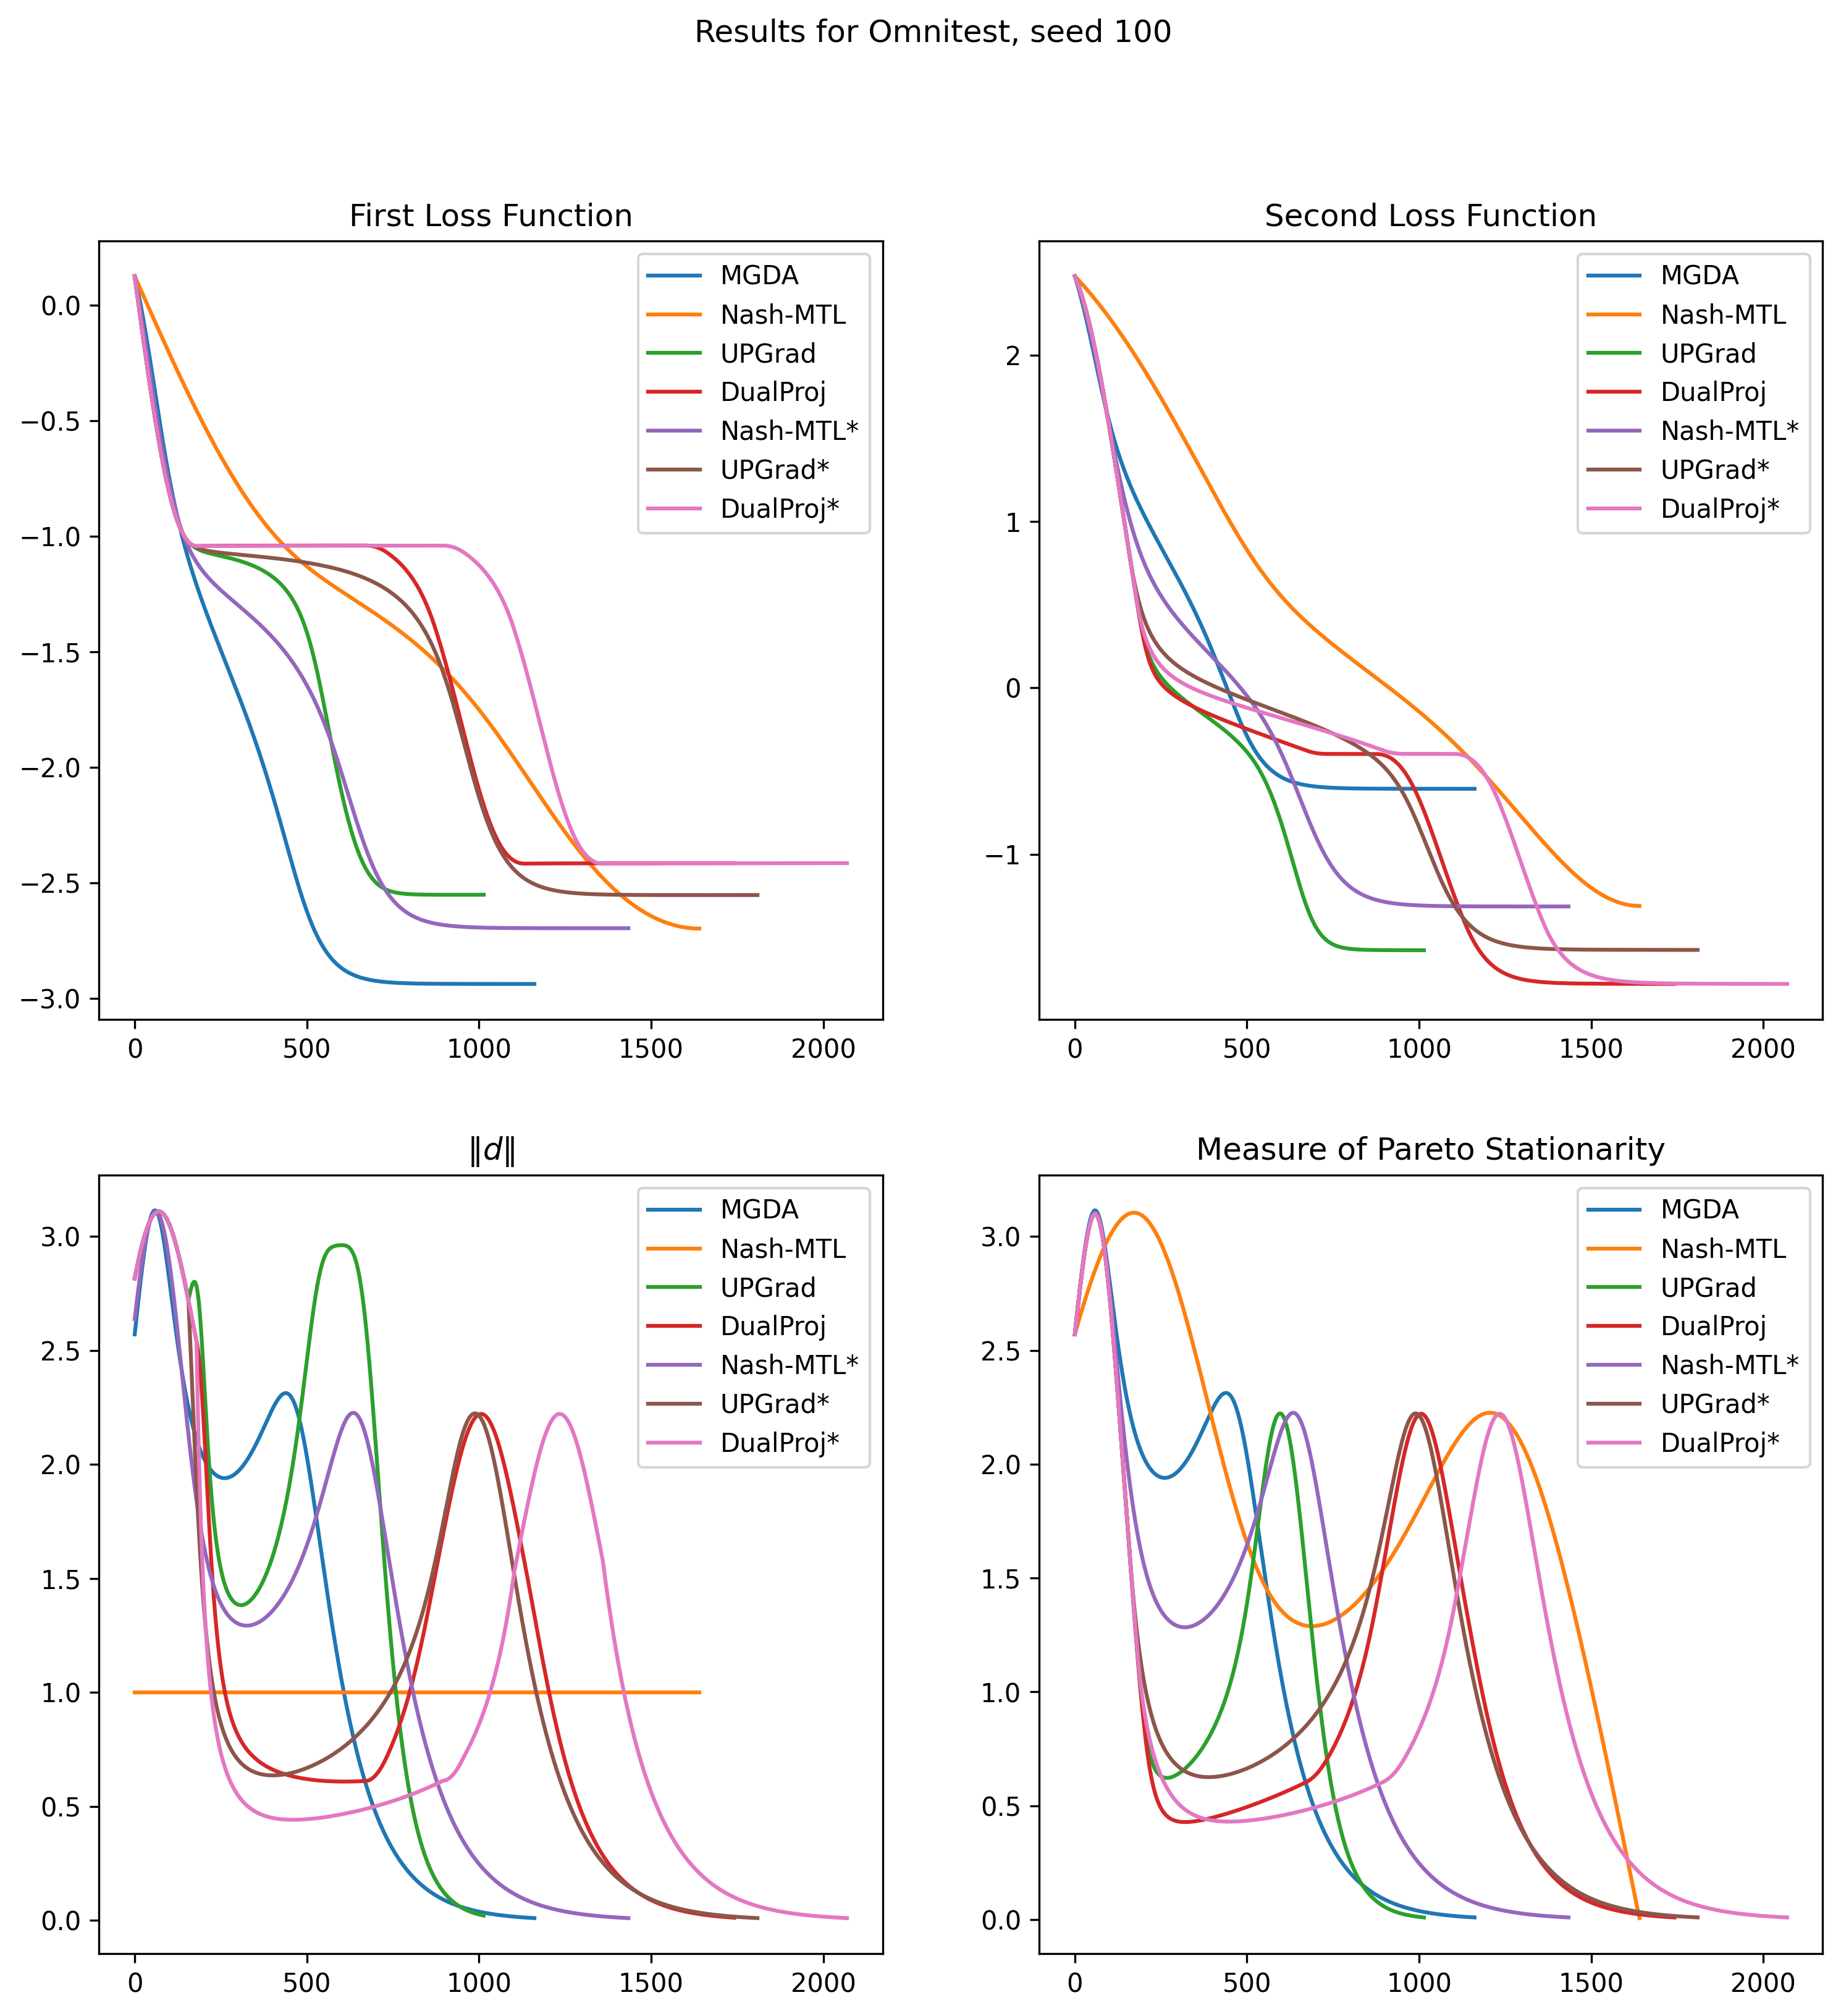 Results for Omnitest, seed 100
First Loss Function
0.0
−0.5
−1.0
−1.5
−2.0
−2.5
−3.0
0 500 1000 1500 2000
MGDA
Nash-MTL
UPGrad
DualProj
Nash-MTL*
UPGrad*
DualProj*
Second Loss Function
2
1
0
−1
0 500 1000 1500 2000
MGDA
Nash-MTL
UPGrad
DualProj
Nash-MTL*
UPGrad*
DualProj*
‖d‖
3.0
2.5
2.0
1.5
1.0
0.5
0.0
0 500 1000 1500 2000
MGDA
Nash-MTL
UPGrad
DualProj
Nash-MTL*
UPGrad*
DualProj*
Measure of Pareto Stationarity
3.0
2.5
2.0
1.5
1.0
0.5
0.0
0 500 1000 1500 2000
MGDA
Nash-MTL
UPGrad
DualProj
Nash-MTL*
UPGrad*
DualProj*